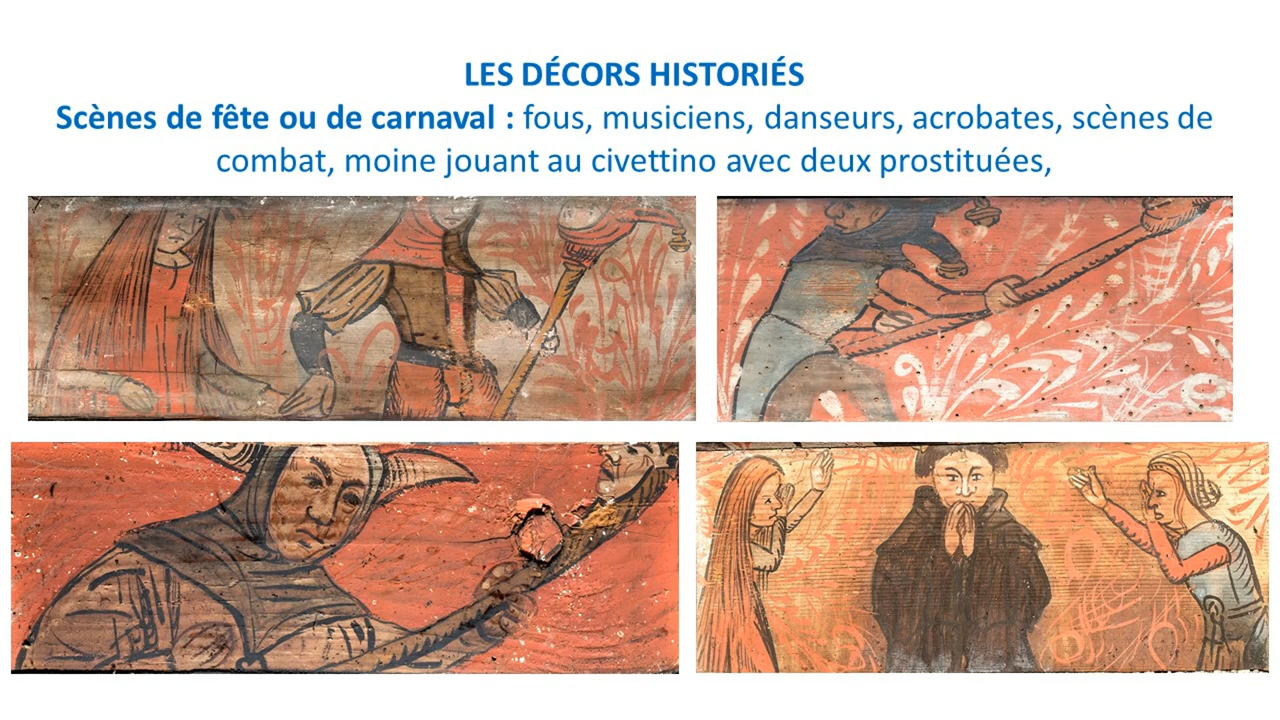 LES DÉCORS HISTORIÉS
Scènes de fête ou de carnaval : fous, musiciens, danseurs, acrobates, scènes de
combat, moine jouant au civettino avec deux prostituées,